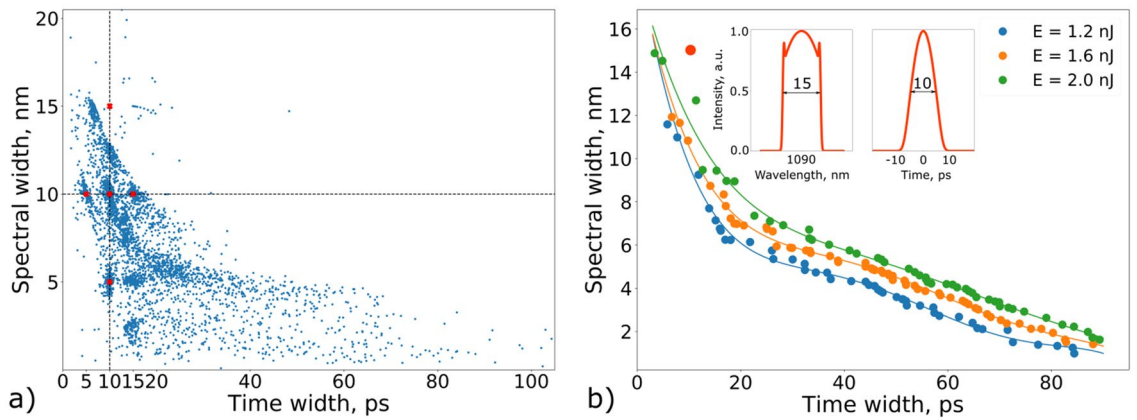 20
15
10
5
0 5 10 15 20 40 60 80 100
Spectral width, nm
Time width, ps
a)
16
14
12
10
8
6
4
2
0 20 40 60 80
Spectral width, nm
Time width, ps
b)
E = 1.2 nJ
E = 1.6 nJ
E = 2.0 nJ
Intensity, a.u.
1.0
0.5
0.0
15
1090
Wavelength, nm
10
-10 0 10
Time, ps